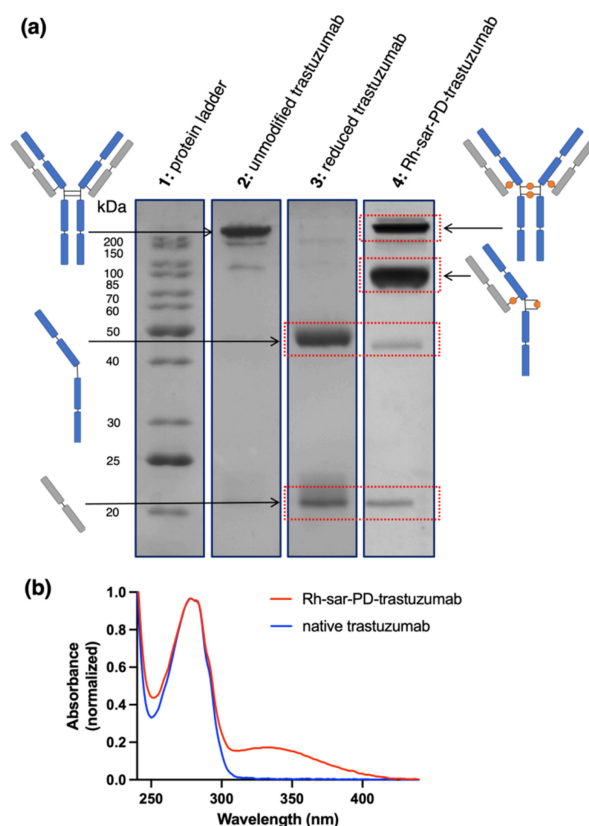 (a)
1: protein ladder
2: unmodified trastuzumab
3: reduced trastuzumab
4: Rh-sar-PD-trastuzumab
kDa
200
150
100
85
70
60
50
40
30
25
20
(b)
Absorbance
(normalized)
1.0
0.8
0.6
0.4
0.2
0.0
Rh-sar-PD-trastuzumab
native trastuzumab
250 300 350 400
Wavelength (nm)